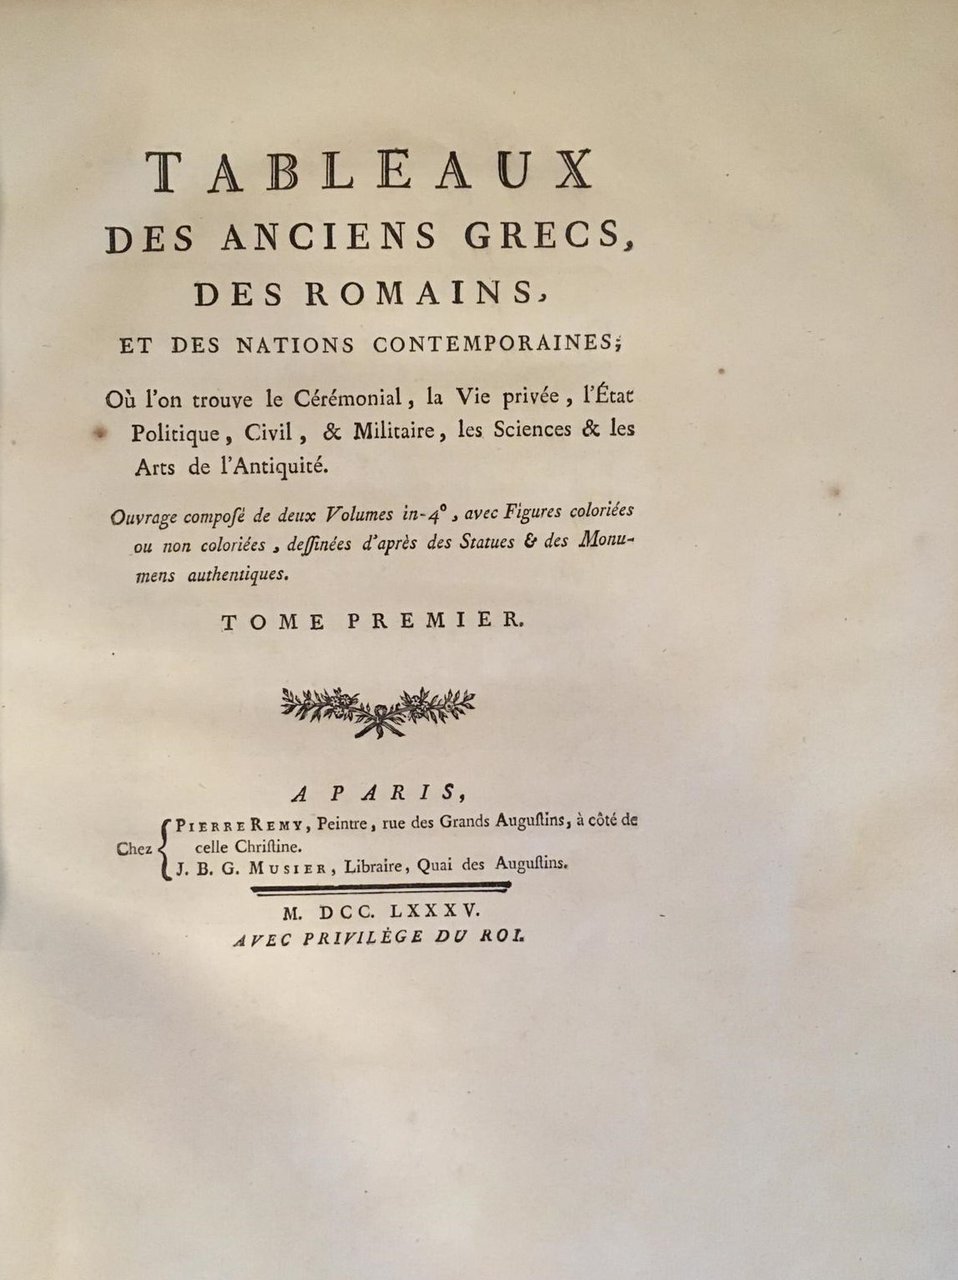 TABLEAUX
DES ANCIENS GRECS,
DES ROMAINS,
ET DES NATIONS CONTEMPORAINES;
Où l'on trouve le Cérémonial, la Vie privée, l'État
Politique, Civil, & Militaire, les Sciences & les
Arts de l'Antiquité.
Ouvrage compoſé de deux Volumes in-4°, avec Figures coloriées
ou non coloriées, deſſinées d'après des Statues & des Monu-
mens authentiques.
TOME PREMIER.
A PARIS,
PIERRE REMY, Peintre, rue des Grands Auguſtins, à côté de
Chez { celle Chriſtine.
J. B. G. MUSIER, Libraire, Quai des Auguſtins.
M. DCC. LXXXV.
AVEC PRIVILÈGE DU ROI.